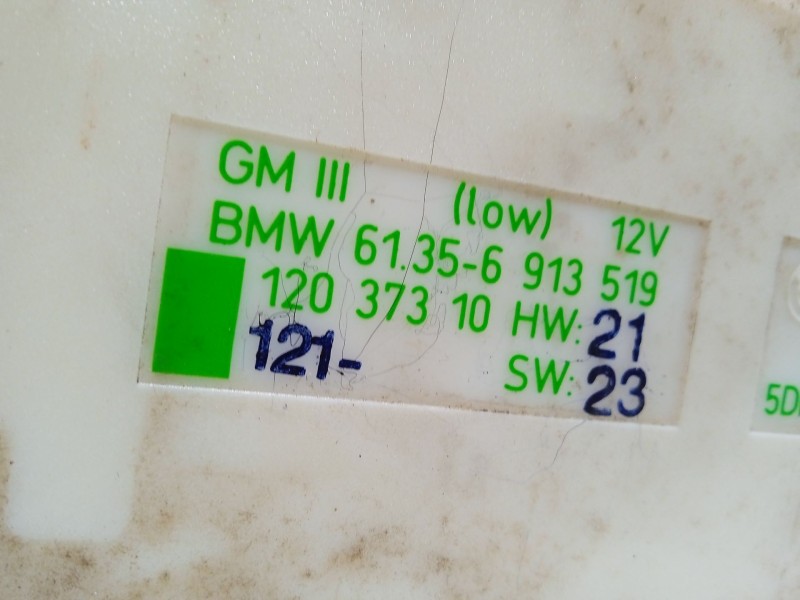 GM III (low) 12V
BMW 61.35-6 913 519
120 373 10 HW: 21
121- SW: 23